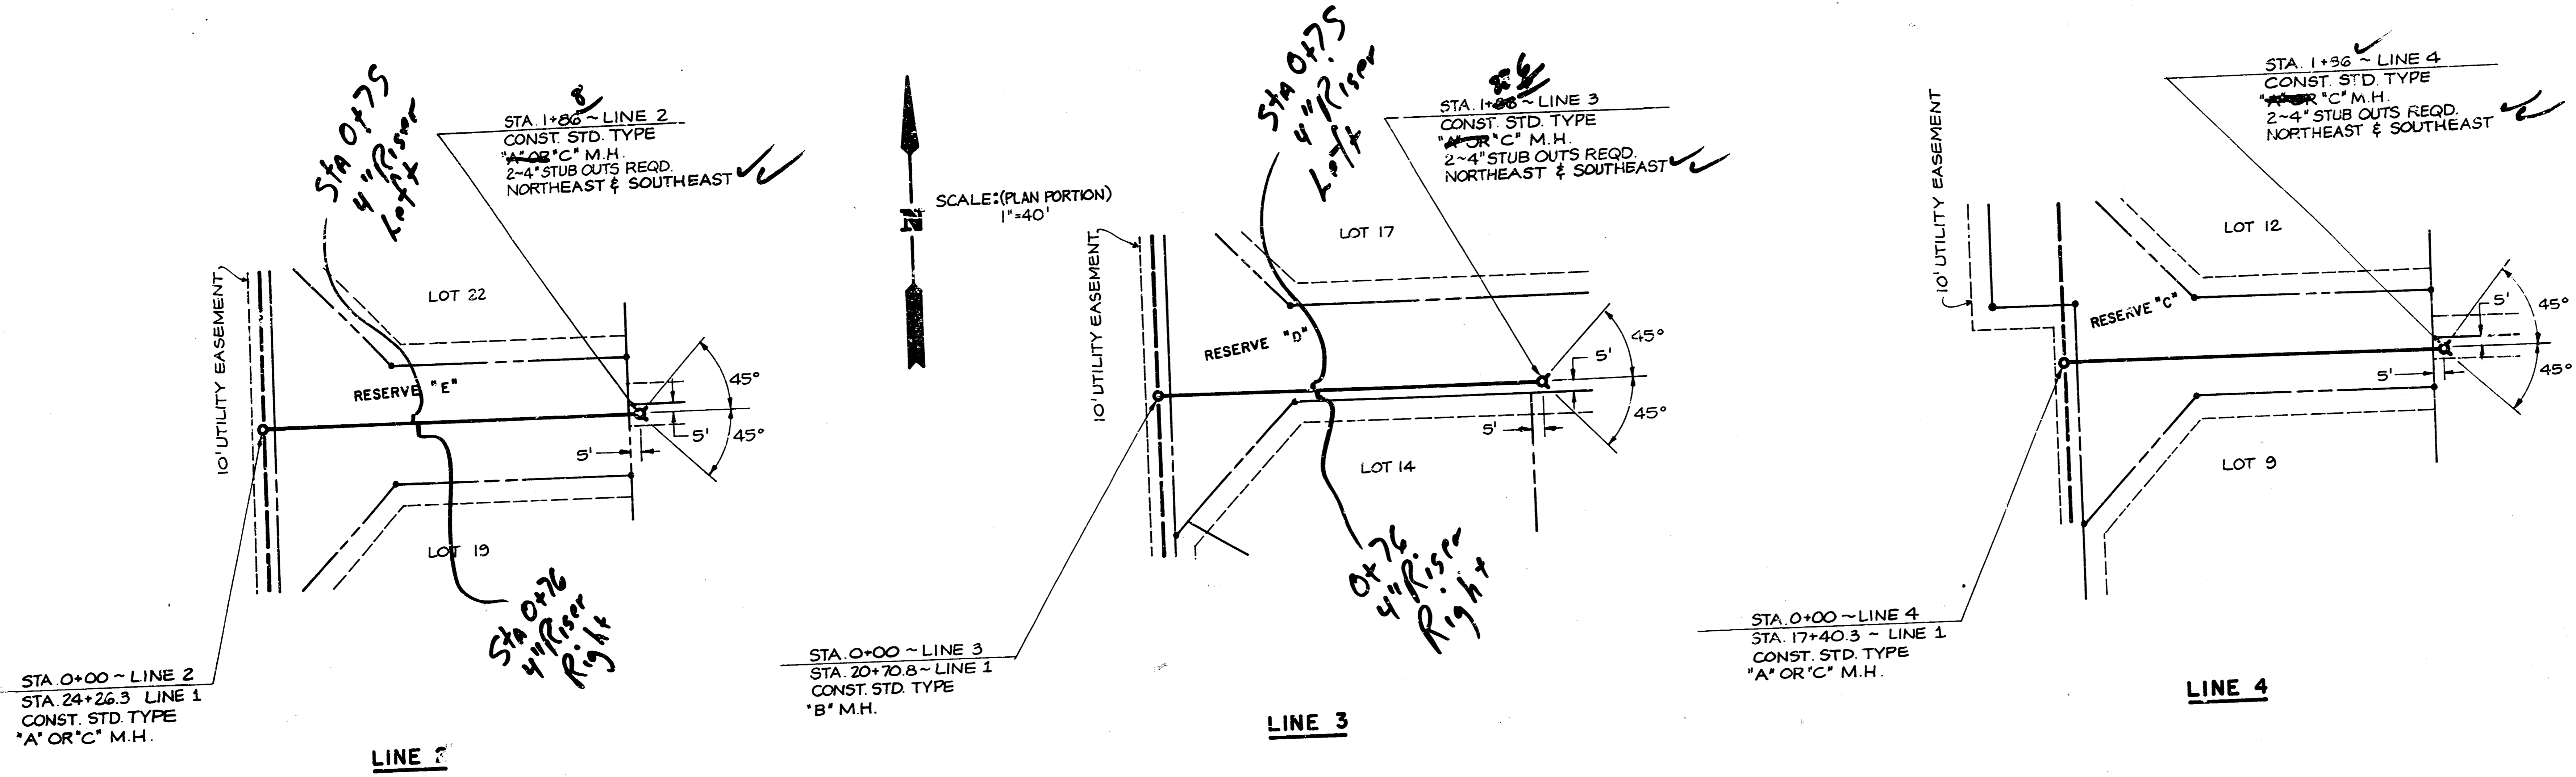 Sta 0+75
4" Riser
Left
8
STA. 1+86 ~ LINE 2
CONST. STD. TYPE
"A" OR "C" M.H.
2~4" STUB OUTS REQD.
NORTHEAST & SOUTHEAST
10' UTILITY EASEMENT
LOT 22
RESERVE "E"
45°
45°
5'
5'
LOT 19
Sta 0+76
4" Riser
Right
STA. 0+00 ~ LINE 2
STA. 24+26.3 LINE 1
CONST. STD. TYPE
"A" OR "C" M.H.
LINE 2
N
SCALE: (PLAN PORTION)
1"=40'
Sta 0+75
4" Riser
Left
STA. 1+ ~ LINE 3
CONST. STD. TYPE
"A" OR "C" M.H.
2~4" STUB OUTS REQD.
NORTHEAST & SOUTHEAST
10' UTILITY EASEMENT
LOT 17
RESERVE "D"
45°
45°
5'
5'
LOT 14
0+76
4" Riser
Right
STA. 0+00 ~ LINE 3
STA. 20+70.8 ~ LINE 1
CONST. STD. TYPE
"B" M.H.
LINE 3
STA. 1+96 ~ LINE 4
CONST. STD. TYPE
"A" OR "C" M.H.
2~4" STUB OUTS REQD.
NORTHEAST & SOUTHEAST
10' UTILITY EASEMENT
LOT 12
RESERVE "C"
5'
45°
45°
5'
LOT 9
STA. 0+00 ~ LINE 4
STA. 17+40.3 ~ LINE 1
CONST. STD. TYPE
"A" OR "C" M.H.
LINE 4